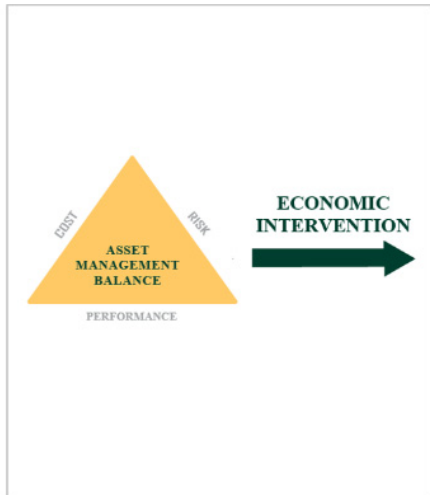 COST
RISK
ASSET
MANAGEMENT
BALANCE
PERFORMANCE
ECONOMIC
INTERVENTION